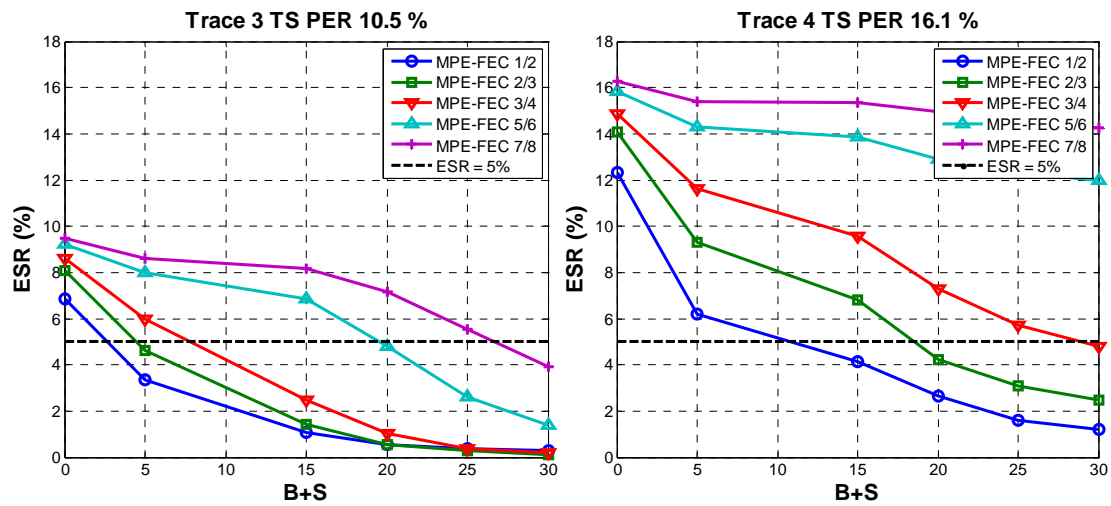 Trace 3 TS PER 10.5 %
18
16
14
12
10
8
6
4
2
0
ESR (%)
MPE-FEC 1/2
MPE-FEC 2/3
MPE-FEC 3/4
MPE-FEC 5/6
MPE-FEC 7/8
ESR = 5%
0 5 10 15 20 25 30
B+S
Trace 4 TS PER 16.1 %
18
16
14
12
10
8
6
4
2
0
ESR (%)
MPE-FEC 1/2
MPE-FEC 2/3
MPE-FEC 3/4
MPE-FEC 5/6
MPE-FEC 7/8
ESR = 5%
0 5 10 15 20 25 30
B+S